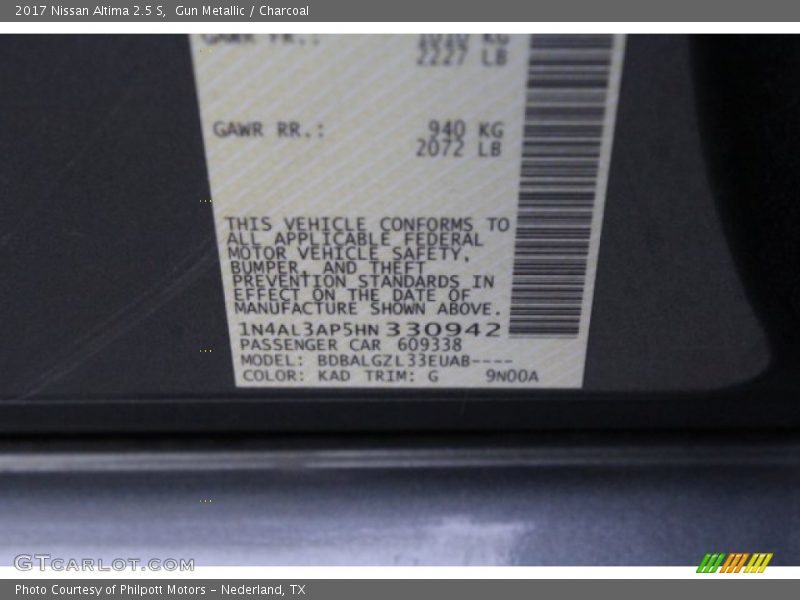 2017 Nissan Altima 2.5 S, Gun Metallic / Charcoal
2227 LB
GAWR RR.: 940 KG
2072 LB
THIS VEHICLE CONFORMS TO
ALL APPLICABLE FEDERAL
MOTOR VEHICLE SAFETY,
BUMPER, AND THEFT
PREVENTION STANDARDS IN
EFFECT ON THE DATE OF
MANUFACTURE SHOWN ABOVE.
1N4AL3AP5HN330942
PASSENGER CAR 609338
MODEL: BDBALGZL33EUAB----
COLOR: KAD TRIM: G 9N00A
GTCARLOT.COM
Photo Courtesy of Philpott Motors - Nederland, TX